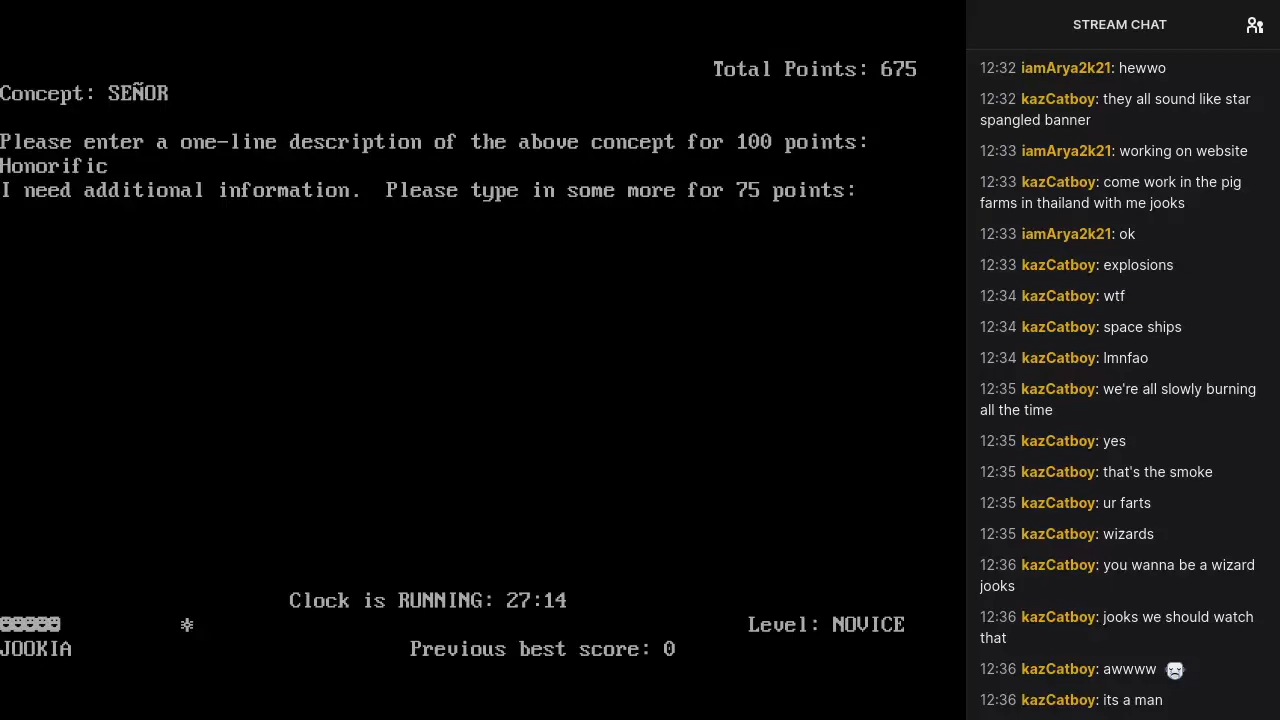 Total Points: 675
Concept: SEÑOR
Please enter a one-line description of the above concept for 100 points:
Honorific
I need additional information.  Please type in some more for 75 points:
Clock is RUNNING: 27:14
*
Level: NOVICE
JOOKIA
Previous best score: 0
STREAM CHAT
12:32 iamArya2k21: hewwo
12:32 kazCatboy: they all sound like star
spangled banner
12:33 iamArya2k21: working on website
12:33 kazCatboy: come work in the pig
farms in thailand with me jooks
12:33 iamArya2k21: ok
12:33 kazCatboy: explosions
12:34 kazCatboy: wtf
12:34 kazCatboy: space ships
12:34 kazCatboy: lmnfao
12:35 kazCatboy: we're all slowly burning
all the time
12:35 kazCatboy: yes
12:35 kazCatboy: that's the smoke
12:35 kazCatboy: ur farts
12:35 kazCatboy: wizards
12:36 kazCatboy: you wanna be a wizard
jooks
12:36 kazCatboy: jooks we should watch
that
12:36 kazCatboy: awwww
12:36 kazCatboy: its a man